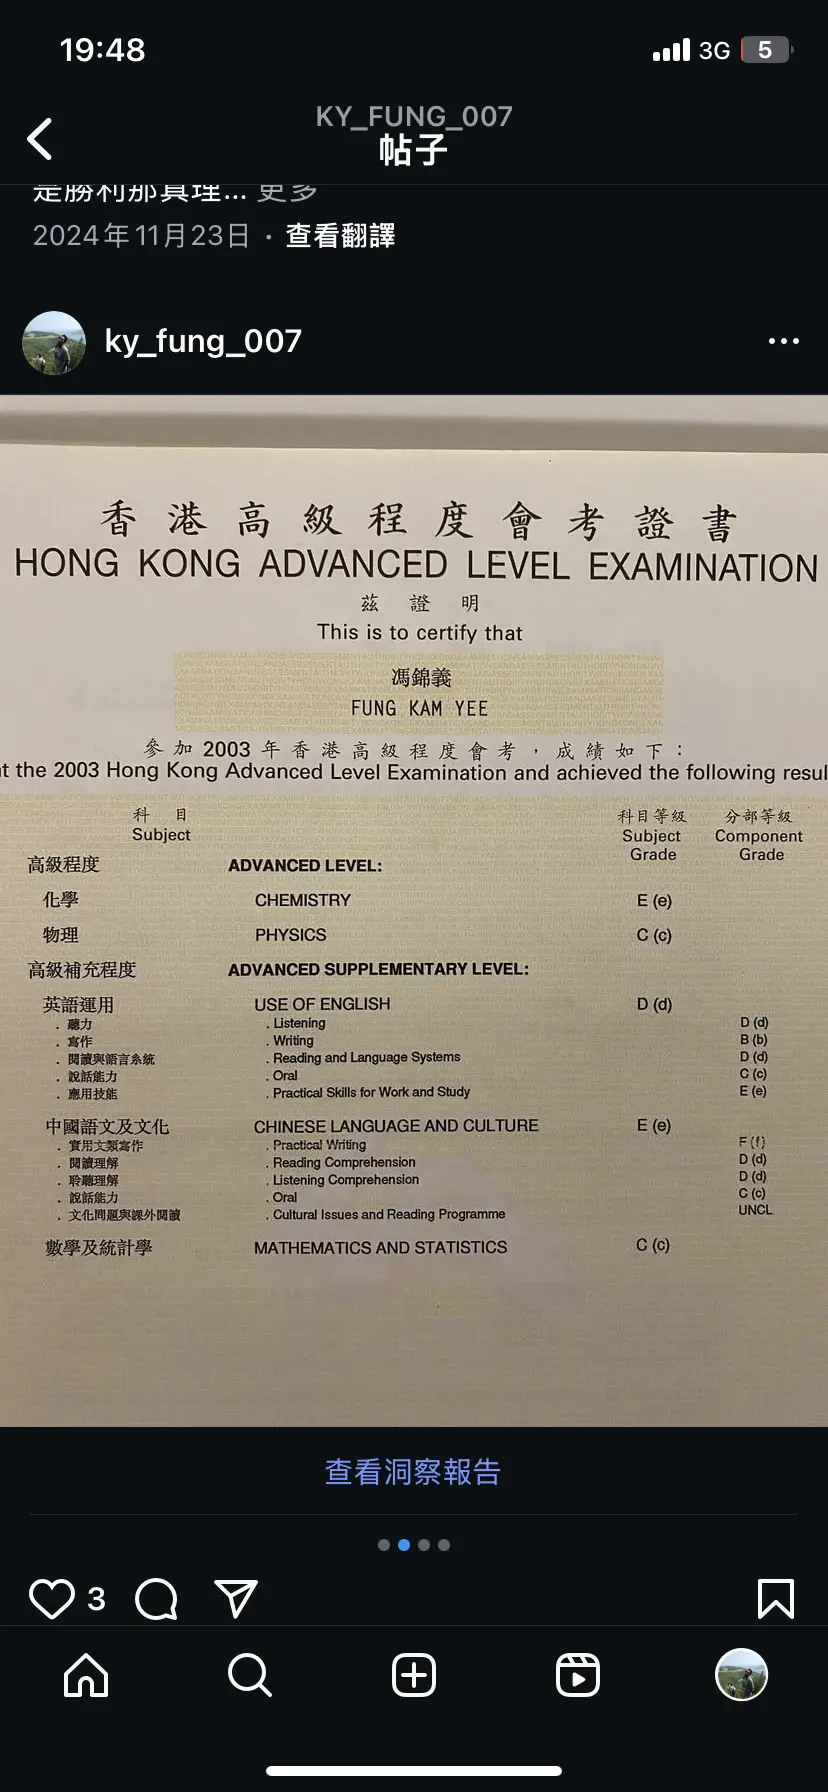 19:48
3G 5
KY_FUNG_007
帖子
是勝利那真理... 更多
2024年11月23日 · 查看翻譯
ky_fung_007
香港高級程度會考證書
HONG KONG ADVANCED LEVEL EXAMINATION
茲證明
This is to certify that
馮錦義
FUNG KAM YEE
參加 2003 年香港高級程度會考，成績如下：
t the 2003 Hong Kong Advanced Level Examination and achieved the following resul
科目 科目等級 分部等級
Subject Subject Component
Grade Grade
高級程度 ADVANCED LEVEL:
化學 CHEMISTRY E (e)
物理 PHYSICS C (c)
高級補充程度 ADVANCED SUPPLEMENTARY LEVEL:
英語運用 USE OF ENGLISH D (d)
. 聽力 . Listening D (d)
. 寫作 . Writing B (b)
. 閱讀與語言系統 . Reading and Language Systems D (d)
. 說話能力 . Oral C (c)
. 應用技能 . Practical Skills for Work and Study E (e)
中國語文及文化 CHINESE LANGUAGE AND CULTURE E (e)
. 實用文類寫作 . Practical Writing F (f)
. 閱讀理解 . Reading Comprehension D (d)
. 聆聽理解 . Listening Comprehension D (d)
. 說話能力 . Oral C (c)
. 文化問題與課外閱讀 . Cultural Issues and Reading Programme UNCL
數學及統計學 MATHEMATICS AND STATISTICS C (c)
查看洞察報告
3